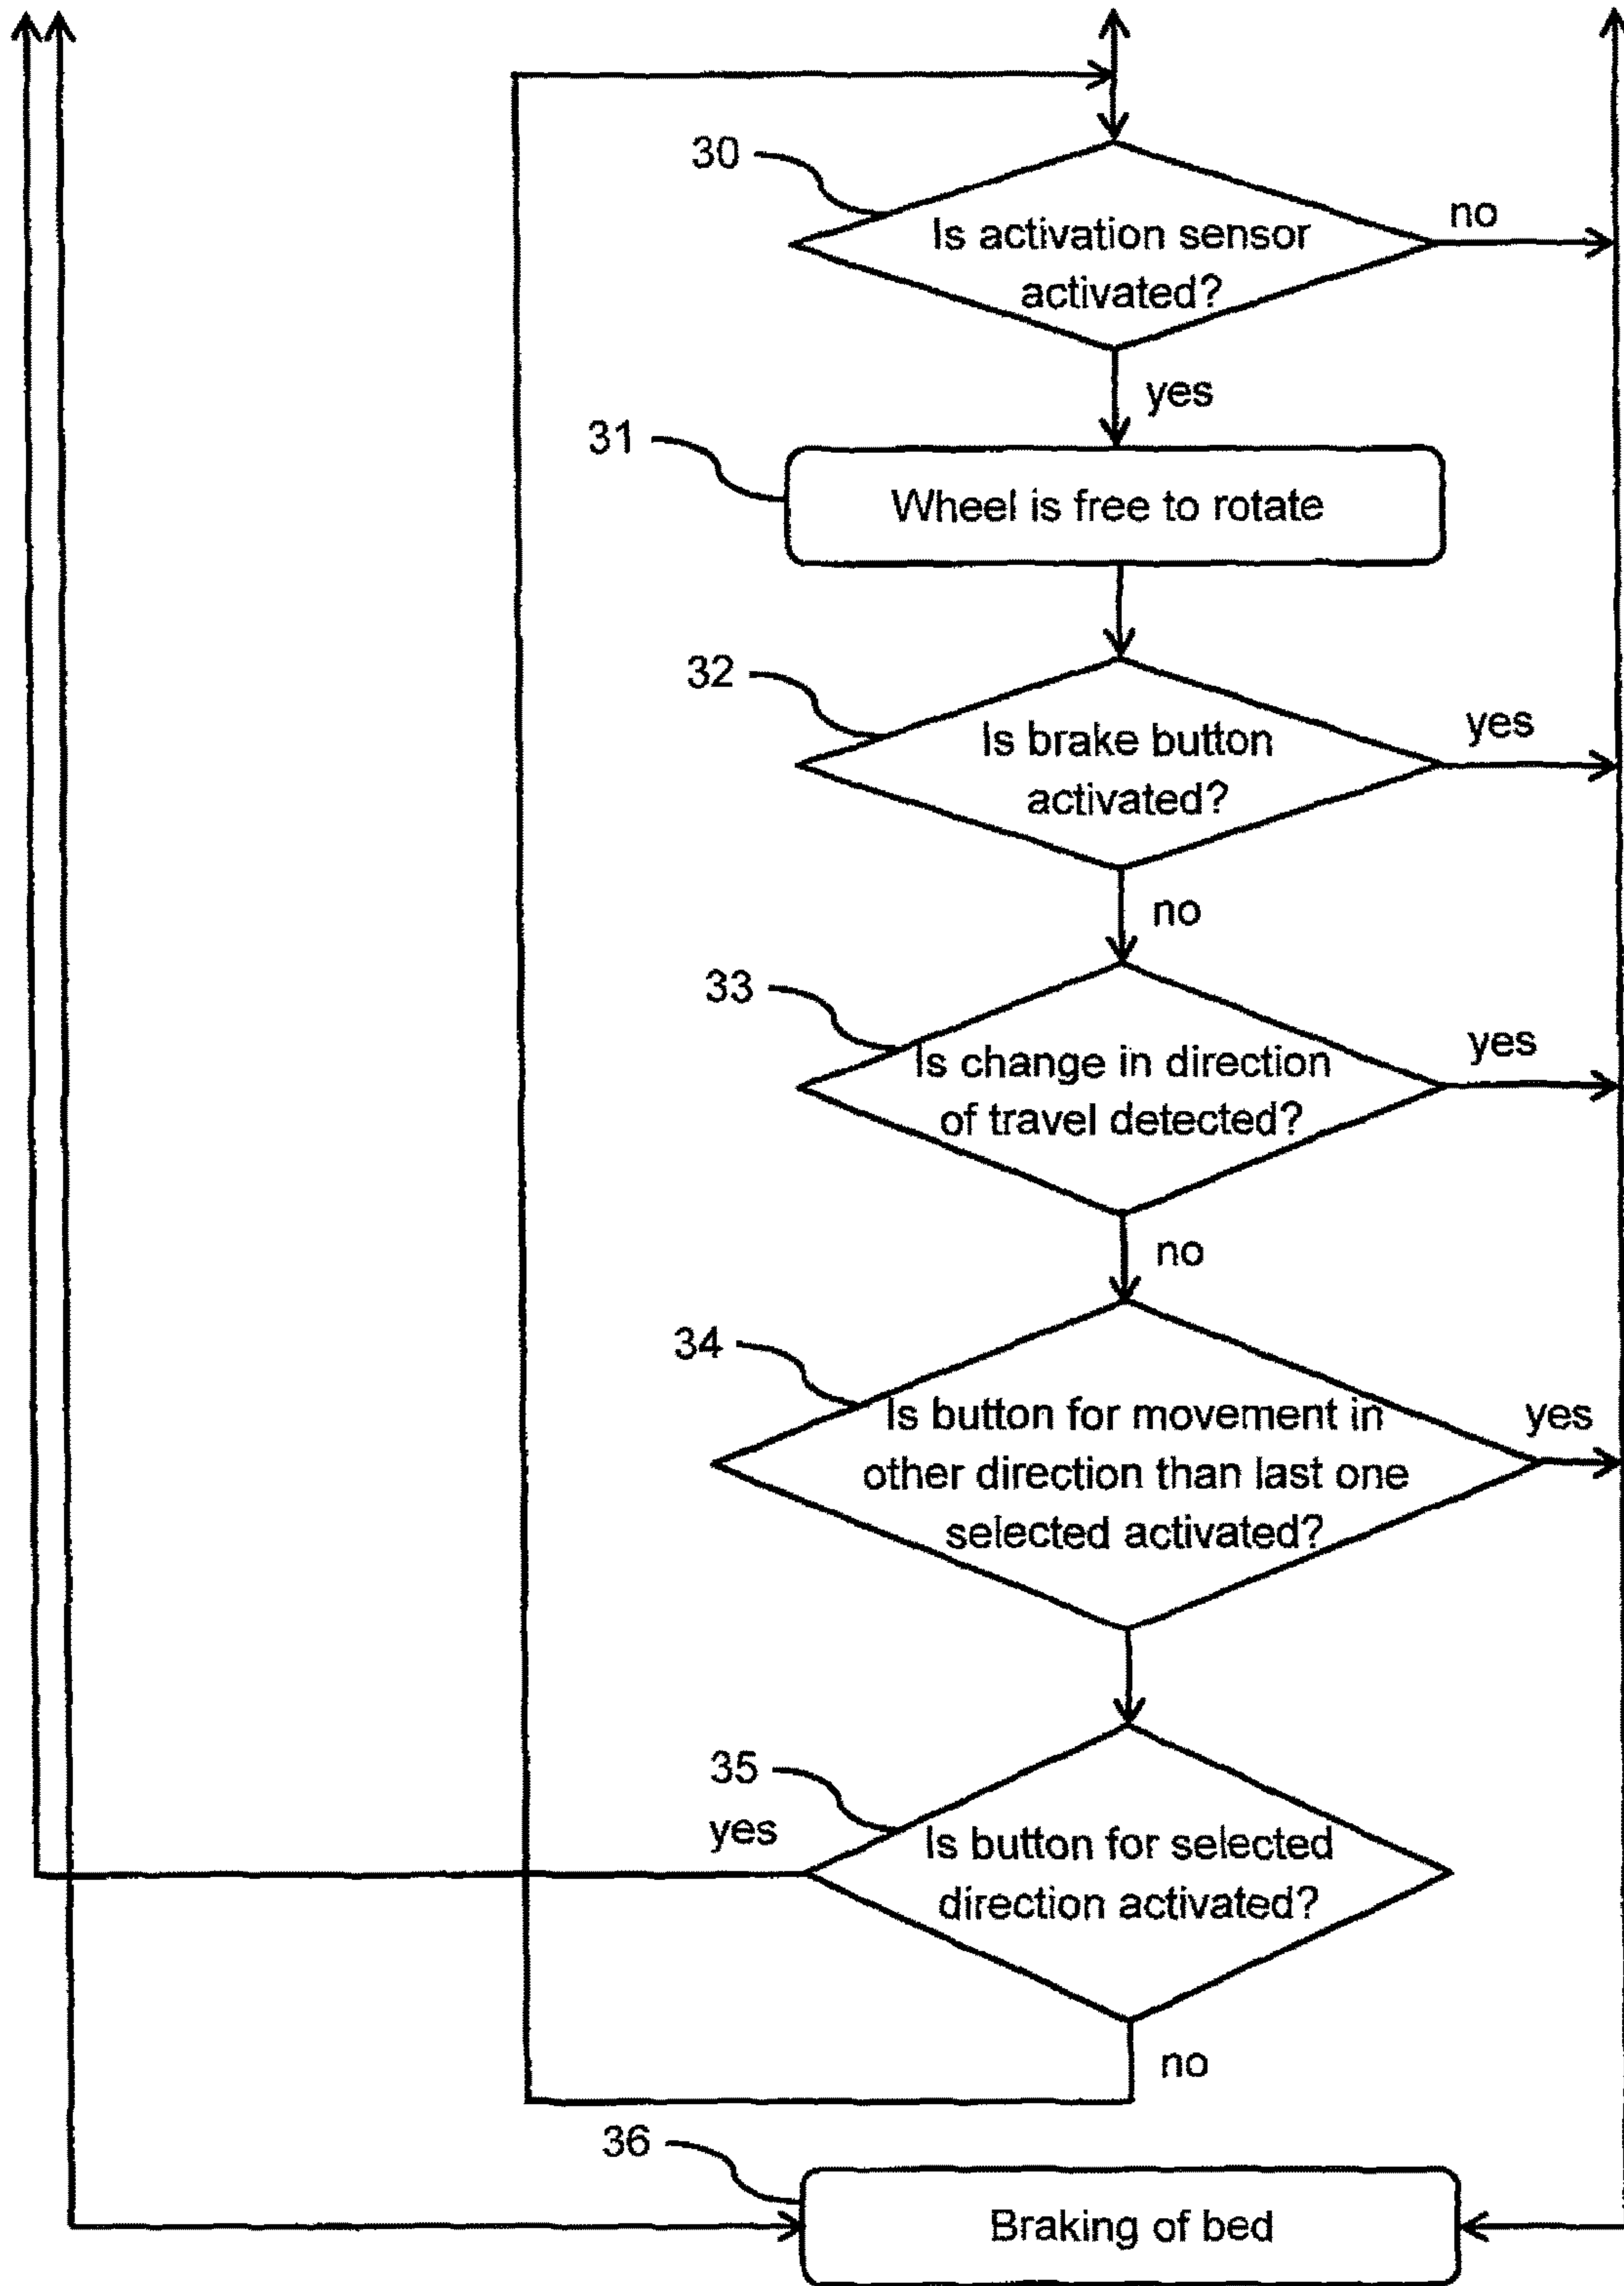 30
Is activation sensor
activated?
no
yes
31
Wheel is free to rotate
32
Is brake button
activated?
yes
no
33
Is change in direction
of travel detected?
yes
no
34
Is button for movement in
other direction than last one
selected activated?
yes
35
yes
Is button for selected
direction activated?
no
36
Braking of bed